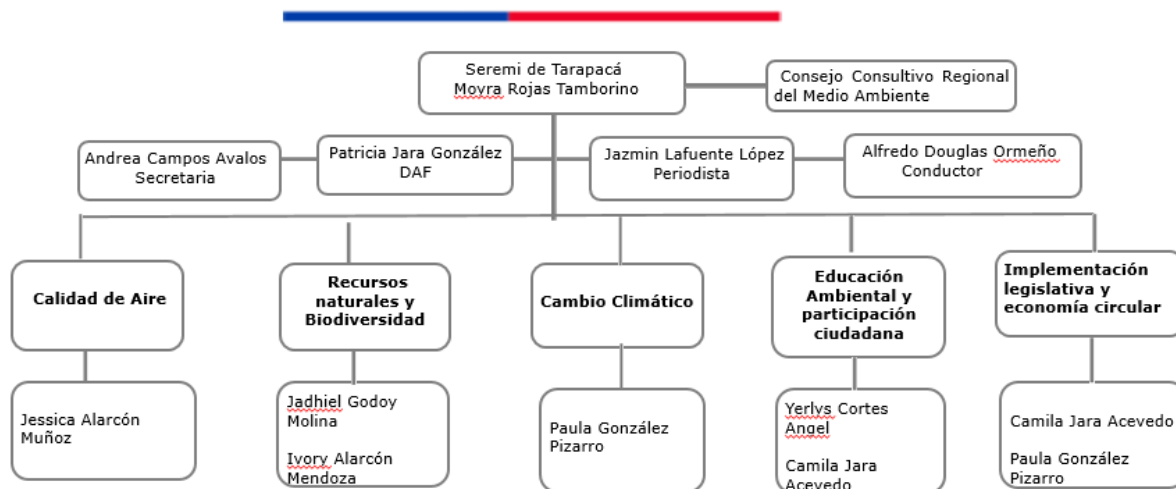 Seremi de Tarapacá
Movra Rojas Tamborino
Consejo Consultivo Regional
del Medio Ambiente
Andrea Campos Avalos
Secretaria
Patricia Jara González
DAF
Jazmin Lafuente López
Periodista
Alfredo Douglas Ormeño
Conductor
Calidad de Aire
Recursos
naturales y
Biodiversidad
Cambio Climático
Educación
Ambiental y
participación
ciudadana
Implementación
legislativa y
economía circular
Jessica Alarcón
Muñoz
Jadhiel Godoy
Molina
Ivory Alarcón
Mendoza
Paula González
Pizarro
Yerlys Cortes
Angel
Camila Jara
Acevedo
Camila Jara Acevedo
Paula González
Pizarro